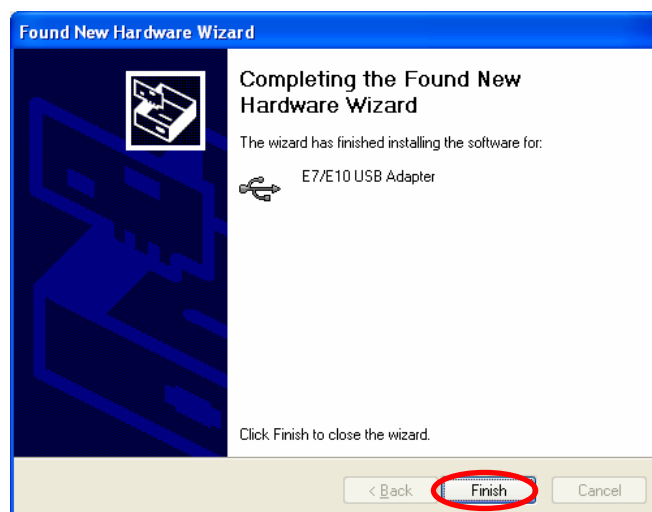 Found New Hardware Wizard
Completing the Found New
Hardware Wizard
The wizard has finished installing the software for:
E7/E10 USB Adapter
Click Finish to close the wizard.
< Back Finish Cancel